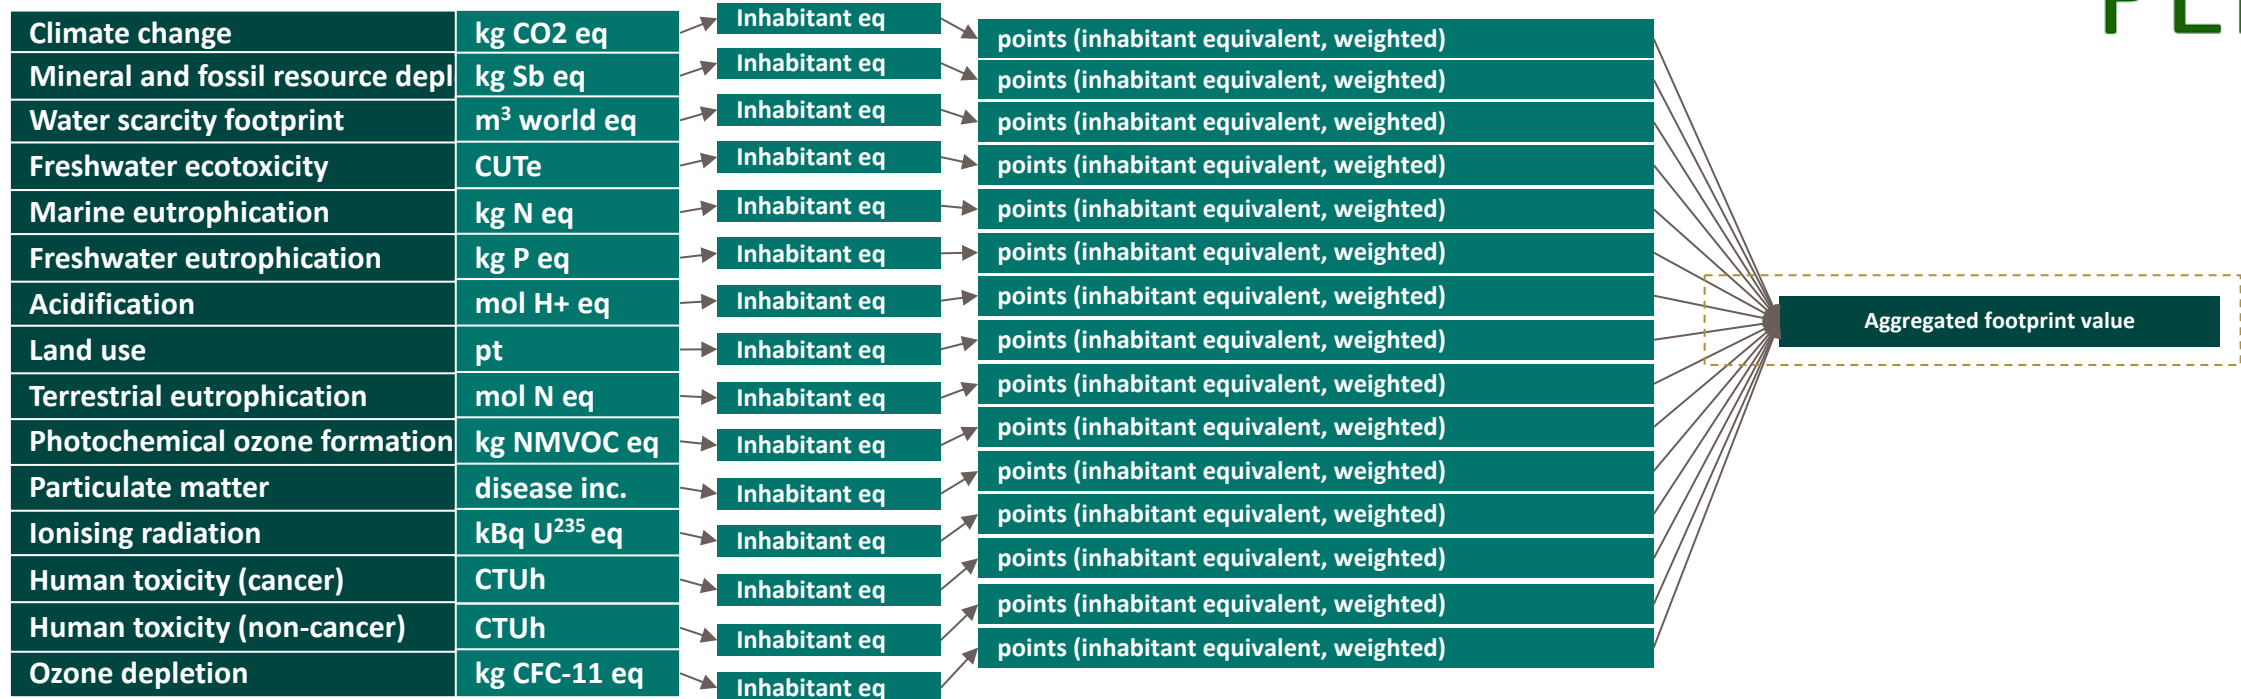 Climate change kg CO2 eq Inhabitant eq points (inhabitant equivalent, weighted)
Mineral and fossil resource depl kg Sb eq Inhabitant eq points (inhabitant equivalent, weighted)
Water scarcity footprint m³ world eq Inhabitant eq points (inhabitant equivalent, weighted)
Freshwater ecotoxicity CUTe Inhabitant eq points (inhabitant equivalent, weighted)
Marine eutrophication kg N eq Inhabitant eq points (inhabitant equivalent, weighted)
Freshwater eutrophication kg P eq Inhabitant eq points (inhabitant equivalent, weighted)
Acidification mol H+ eq Inhabitant eq points (inhabitant equivalent, weighted)
Aggregated footprint value
Land use pt Inhabitant eq points (inhabitant equivalent, weighted)
Terrestrial eutrophication mol N eq Inhabitant eq points (inhabitant equivalent, weighted)
Photochemical ozone formation kg NMVOC eq Inhabitant eq points (inhabitant equivalent, weighted)
Particulate matter disease inc. Inhabitant eq points (inhabitant equivalent, weighted)
Ionising radiation kBq U²³⁵ eq Inhabitant eq points (inhabitant equivalent, weighted)
Human toxicity (cancer) CTUh Inhabitant eq points (inhabitant equivalent, weighted)
Human toxicity (non-cancer) CTUh Inhabitant eq points (inhabitant equivalent, weighted)
Ozone depletion kg CFC-11 eq Inhabitant eq points (inhabitant equivalent, weighted)